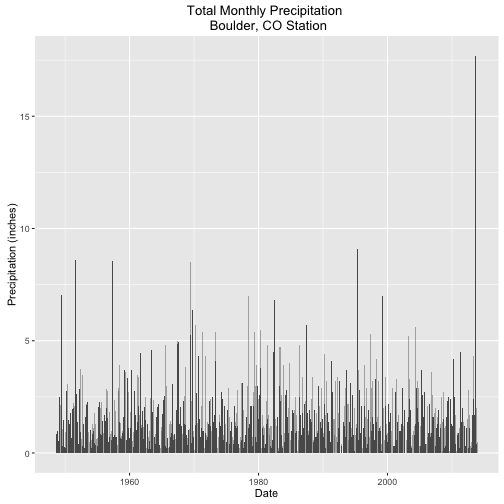 Total Monthly Precipitation
Boulder, CO Station
15
10
5
0
Precipitation (inches)
1960
1980
2000
Date